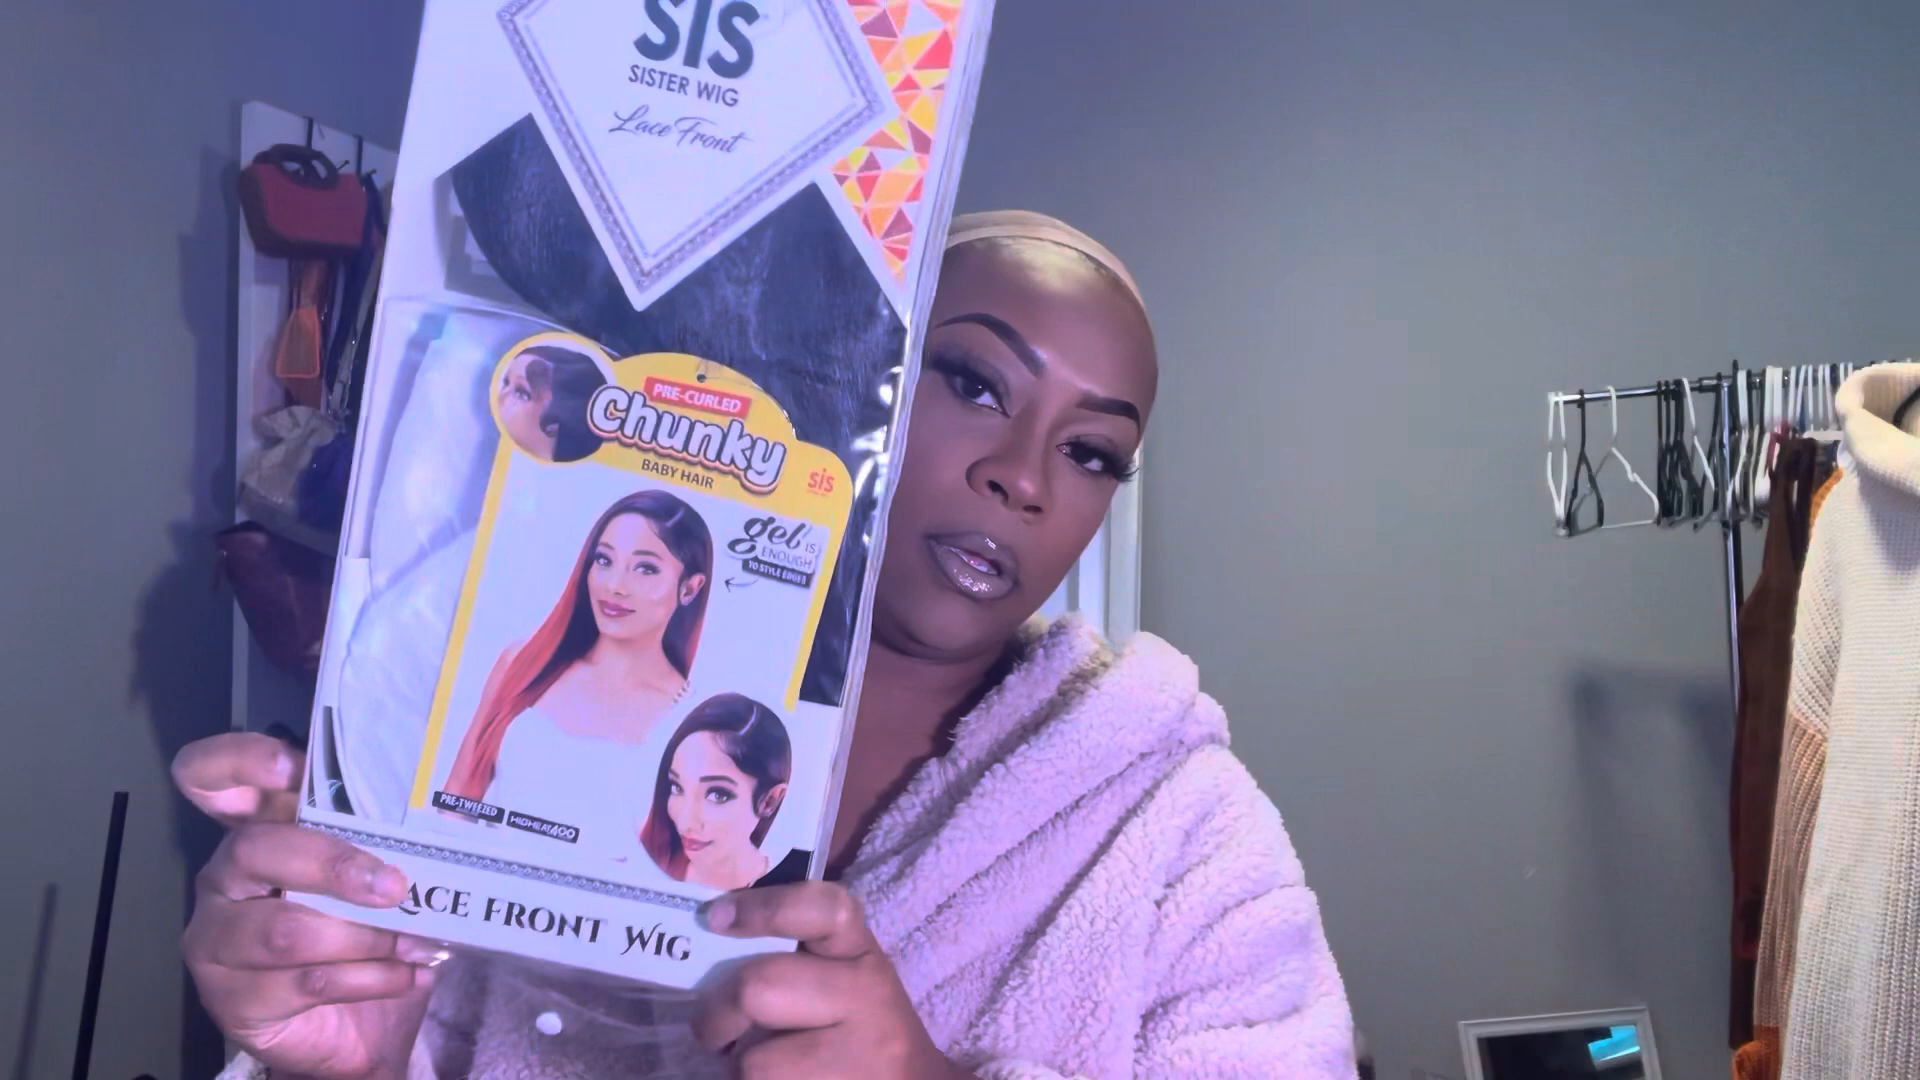 SIS
SISTER WIG
Lace Front
PRE-CURLED
Chunky
BABY HAIR
sis
gel IS
ENOUGH
TO STYLE EDGES
PRE-TWEEZED
HIGHHEAT400
LACE FRONT WIG